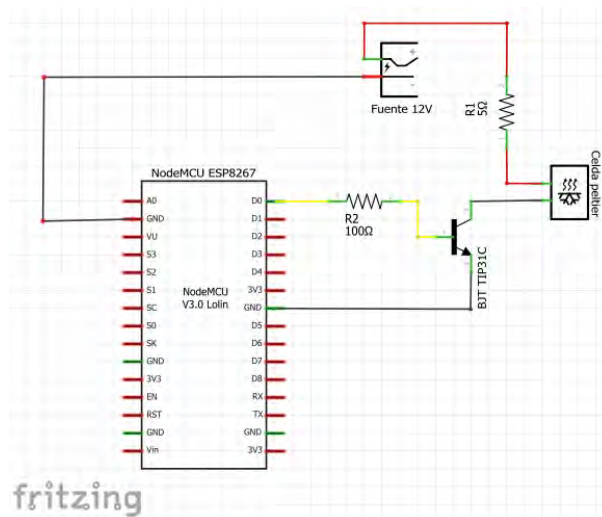 +
-
Fuente 12V
R1
5Ω
Celda peltier
NodeMCU ESP8267
A0
GND
VU
S3
S2
S1
SC
S0
SK
GND
3V3
EN
RST
GND
Vin
NodeMCU
V3.0 Lolin
D0
D1
D2
D3
D4
3V3
GND
D5
D6
D7
D8
RX
TX
GND
3V3
R2
100Ω
BJT TIP31C
fritzing